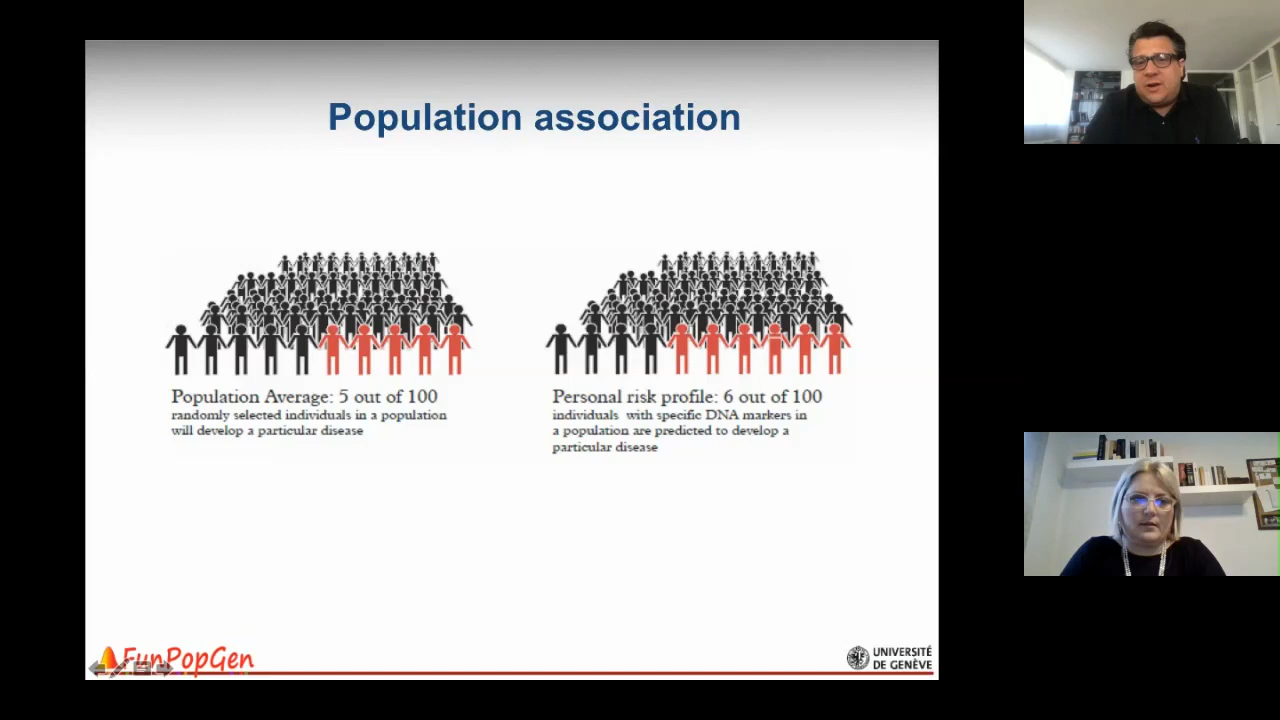 Population association
Population Average: 5 out of 100
randomly selected individuals in a population
will develop a particular disease
Personal risk profile: 6 out of 100
individuals with specific DNA markers in
a population are predicted to develop a
particular disease
FunPopGen
UNIVERSITÉ
DE GENÈVE